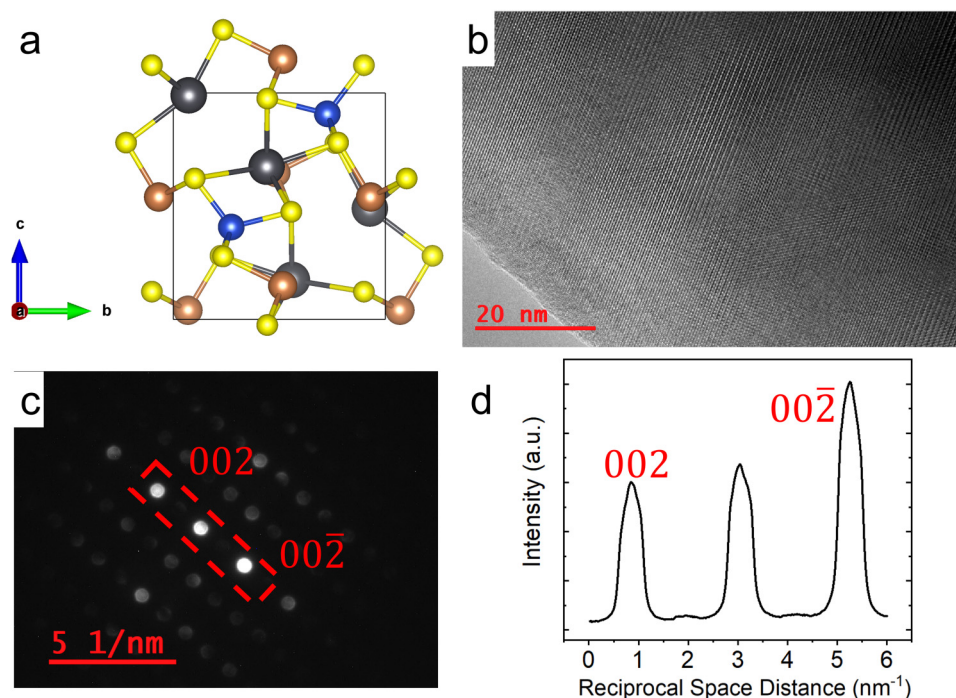 a
c
a
b
b
20 nm
c
002
002̅
5 1/nm
d
Intensity (a.u.)
002
002̅
0 1 2 3 4 5 6
Reciprocal Space Distance (nm⁻¹)